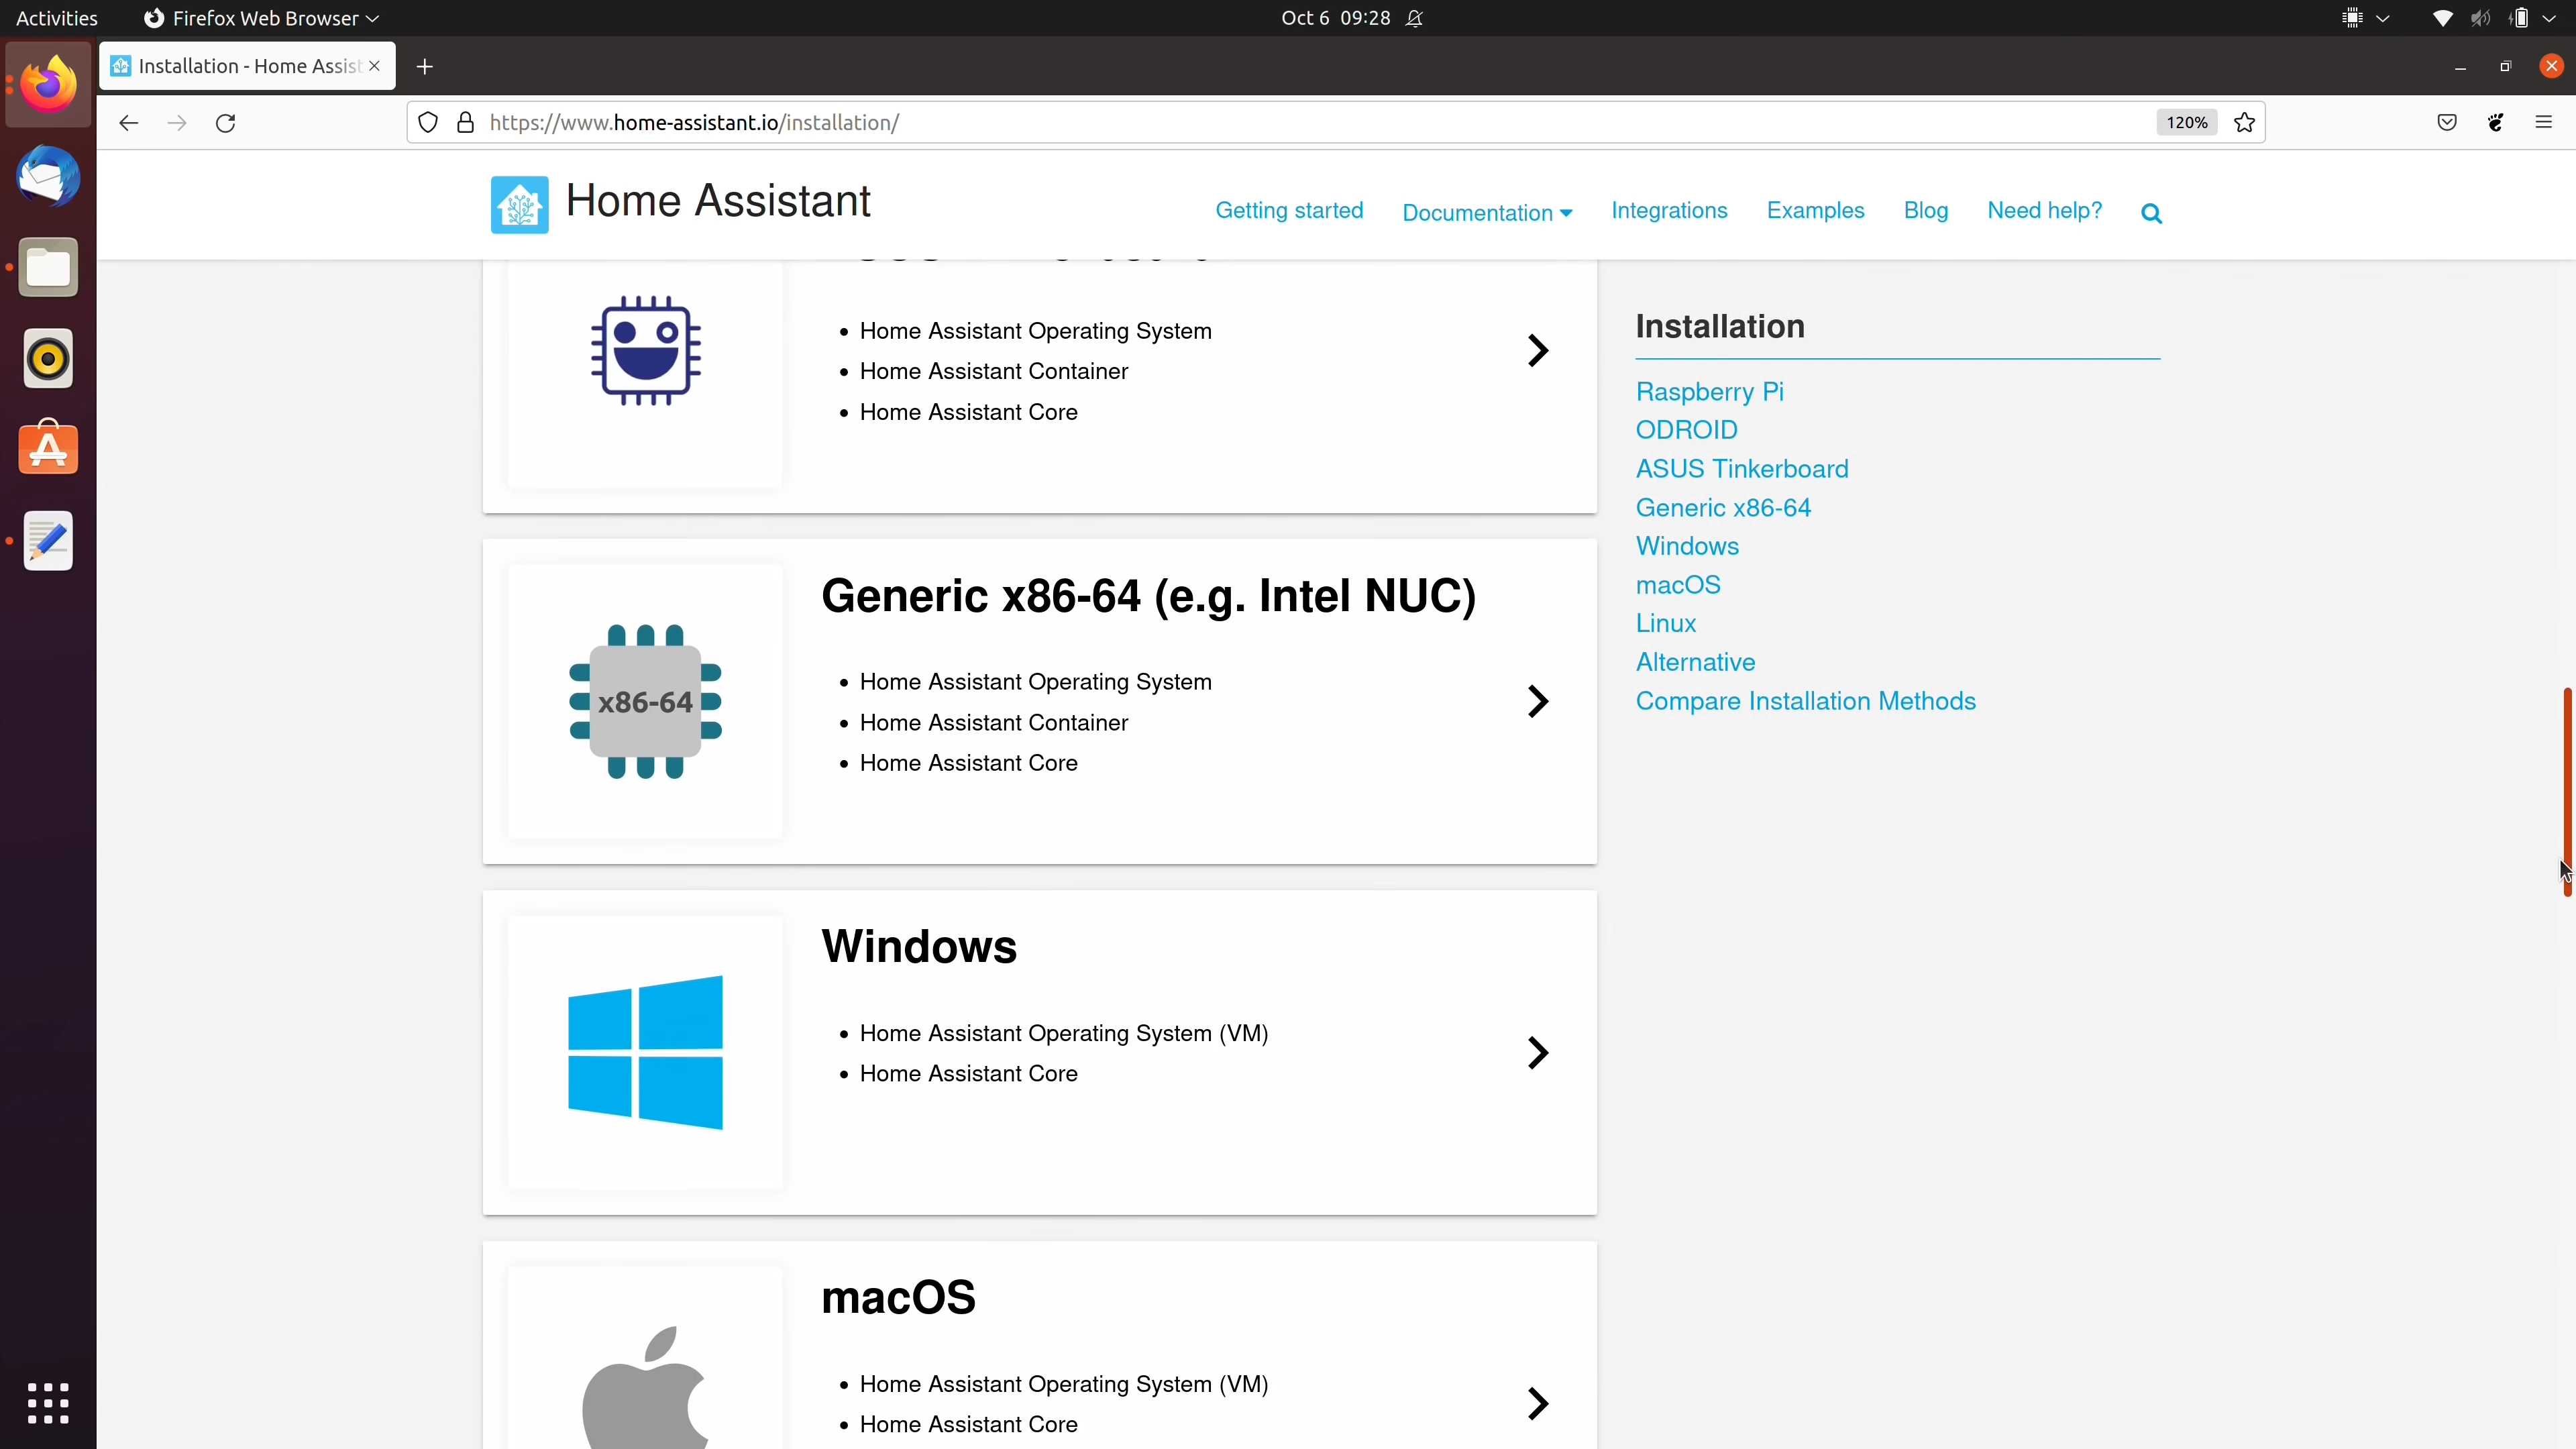 Activities
Firefox Web Browser
Oct 6 09:28
Installation - Home Assist
https://www.home-assistant.io/installation/
120%
Home Assistant
Getting started
Documentation
Integrations
Examples
Blog
Need help?
Home Assistant Operating System
Home Assistant Container
Home Assistant Core
Generic x86-64 (e.g. Intel NUC)
x86-64
Home Assistant Operating System
Home Assistant Container
Home Assistant Core
Windows
Home Assistant Operating System (VM)
Home Assistant Core
macOS
Home Assistant Operating System (VM)
Home Assistant Core
Installation
Raspberry Pi
ODROID
ASUS Tinkerboard
Generic x86-64
Windows
macOS
Linux
Alternative
Compare Installation Methods